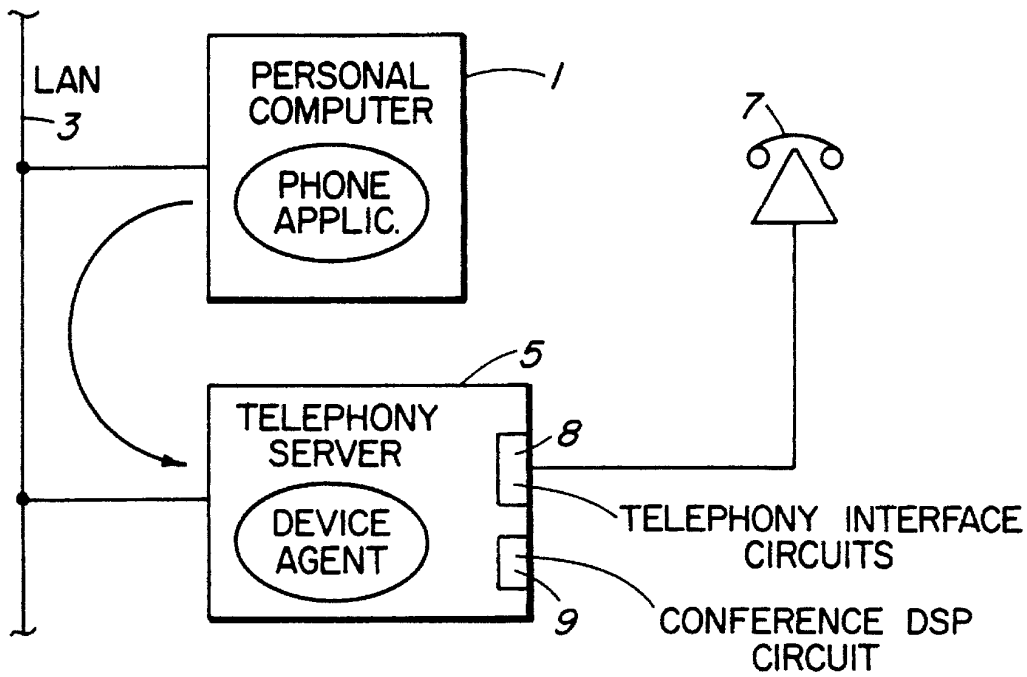 LAN
3
PERSONAL
COMPUTER
PHONE
APPLIC.
1
7
5
TELEPHONY
SERVER
DEVICE
AGENT
8
TELEPHONY INTERFACE
CIRCUITS
9
CONFERENCE DSP
CIRCUIT